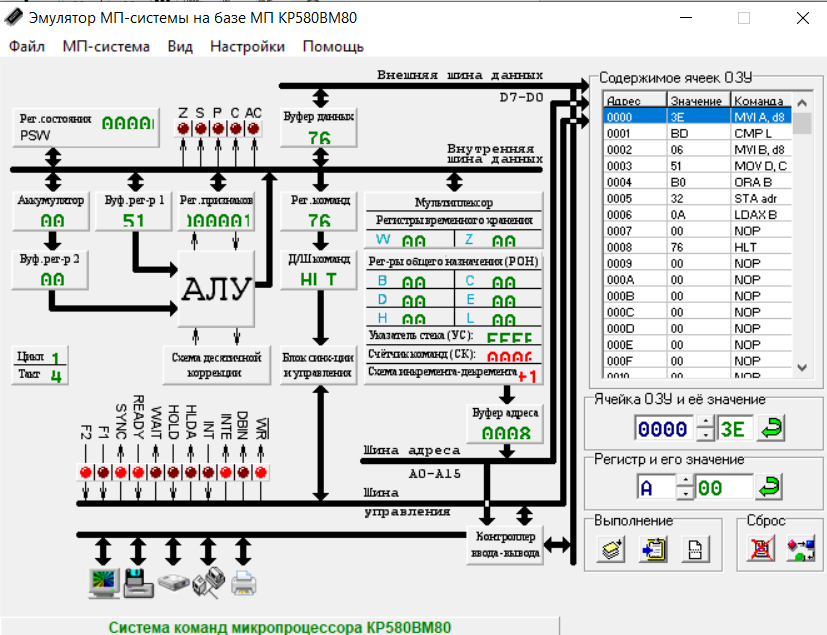 Эмулятор МП-системы на базе МП КР580ВМ80
Файл МП-система Вид Настройки Помощь
Внешняя шина данных
D7-D0
Рег.состояния
PSW
Z S P C AC
Буфер данных
76
Внутренняя
шина данных
Аккумулятор
00
Буф.рег-р 1
51
Рег.признаков
Рег.команд
76
Мультиплексор
Регистры временного хранения
W 00 Z 00
Буф.рег-р 2
00
АЛУ
Д/Ш команд
HLT
Рег-ры общего назначения (РОН)
B 00 C 00
D 00 E 00
H 00 L 00
Указатель стека (УС): FFFF
Счётчик команд (СК):
Схема инкремента-декремента +1
Цикл 1
Такт 4
Схема десятичной
коррекции
Блок синх-ции
и управления
Буфер адреса
0008
F2 F1 SYNC READY WAIT HOLD HLDA INT INTE DBIN WR
Шина адреса
A0-A15
Шина
управления
Контроллер
ввода-вывода
Содержимое ячеек ОЗУ
Адрес Значение Команда
0000 3E MVI A, d8
0001 BD CMP L
0002 06 MVI B, d8
0003 51 MOV D, C
0004 B0 ORA B
0005 32 STA adr
0006 0A LDAX B
0007 00 NOP
0008 76 HLT
0009 00 NOP
000A 00 NOP
000B 00 NOP
000C 00 NOP
000D 00 NOP
000E 00 NOP
000F 00 NOP
0010 00 NOP
Ячейка ОЗУ и её значение
0000 3E
Регистр и его значение
A 00
Выполнение
Сброс
Система команд микропроцессора КР580ВМ80